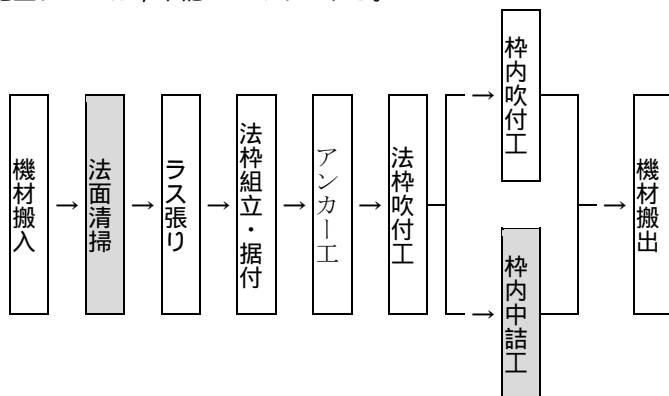 機材搬入
→
法面清掃
→
ラス張り
→
法枠組立・据付
→
アンカー工
→
法枠吹付工
→
枠内吹付工
→
枠内中詰工
→
機材搬出